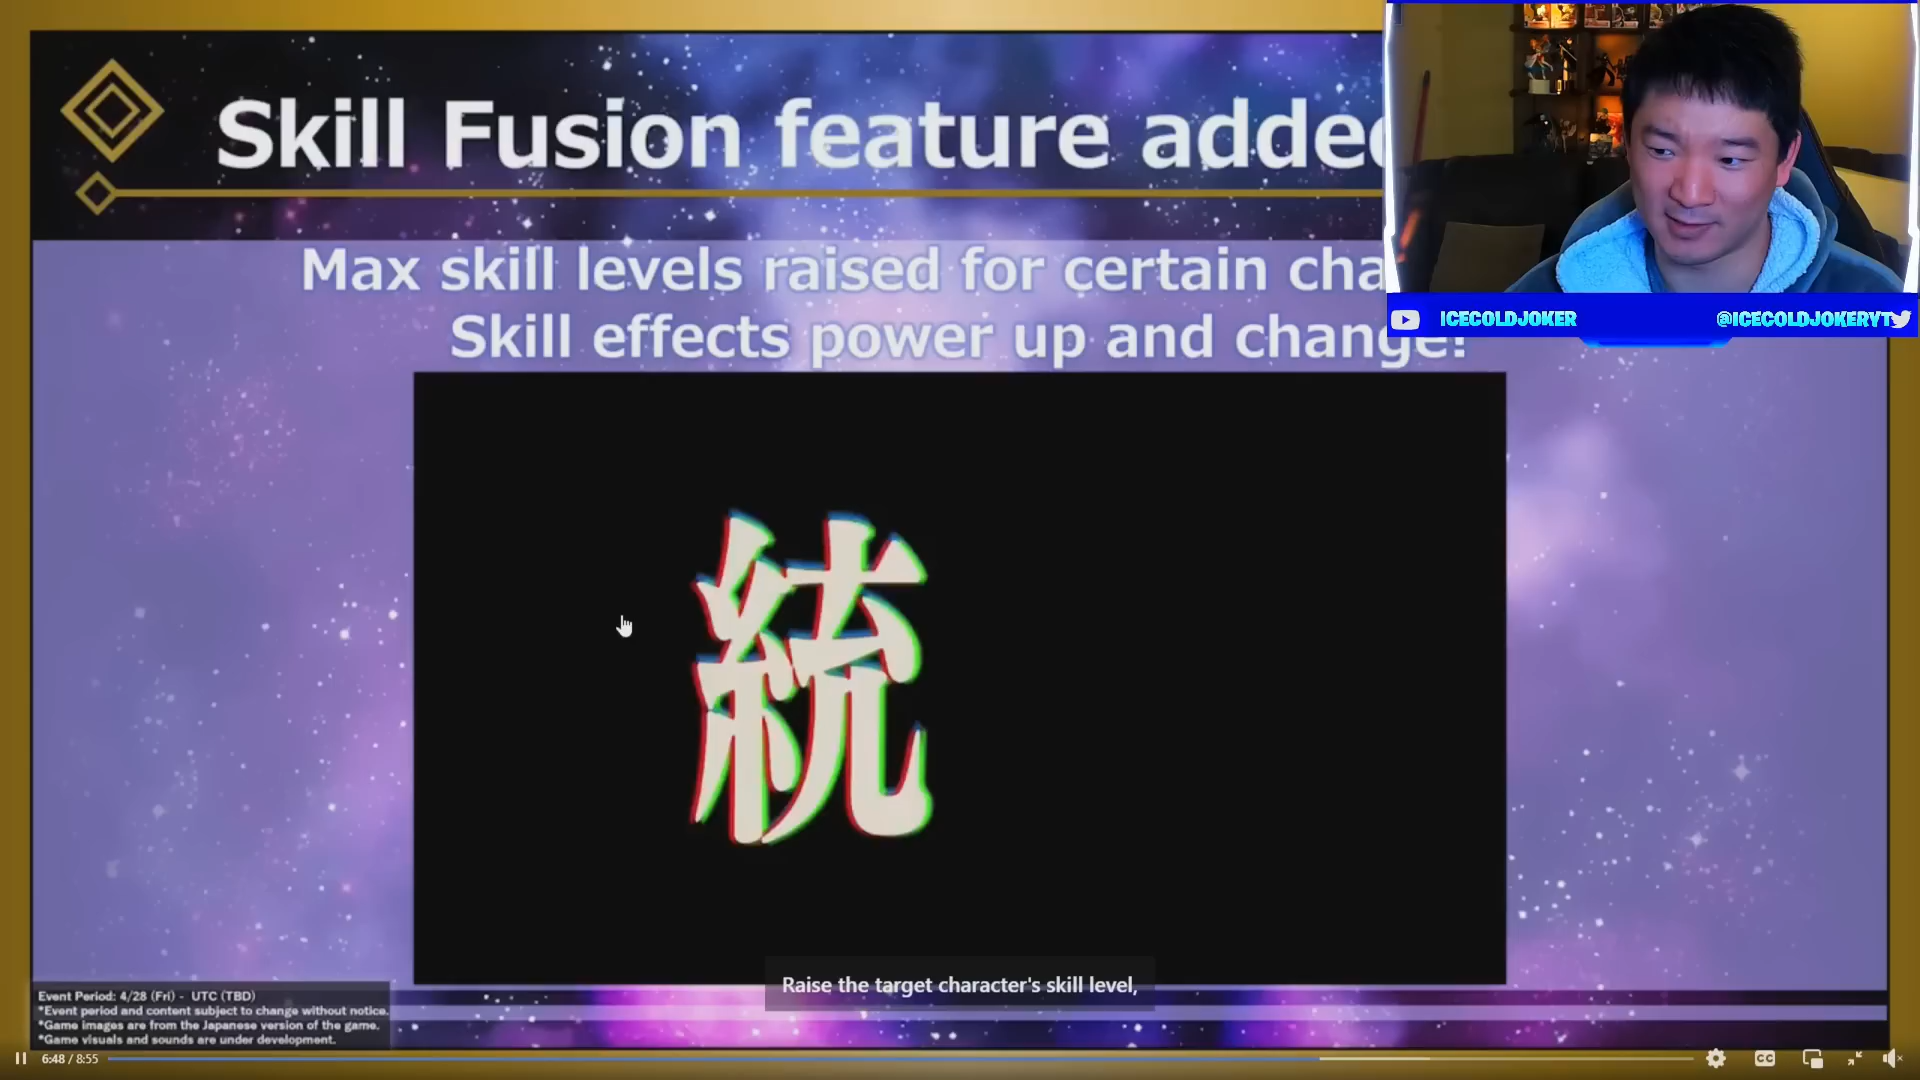 Skill Fusion feature added
Max skill levels raised for certain cha
Skill effects power up and change!
ICECOLDJOKER
@ICECOLDJOKERYT
統
Raise the target character's skill level,
Event Period: 4/28 (Fri) - UTC (TBD)
*Event period and content subject to change without notice.
*Game images are from the Japanese version of the game.
*Game visuals and sounds are under development.
6:48 / 8:55
CC